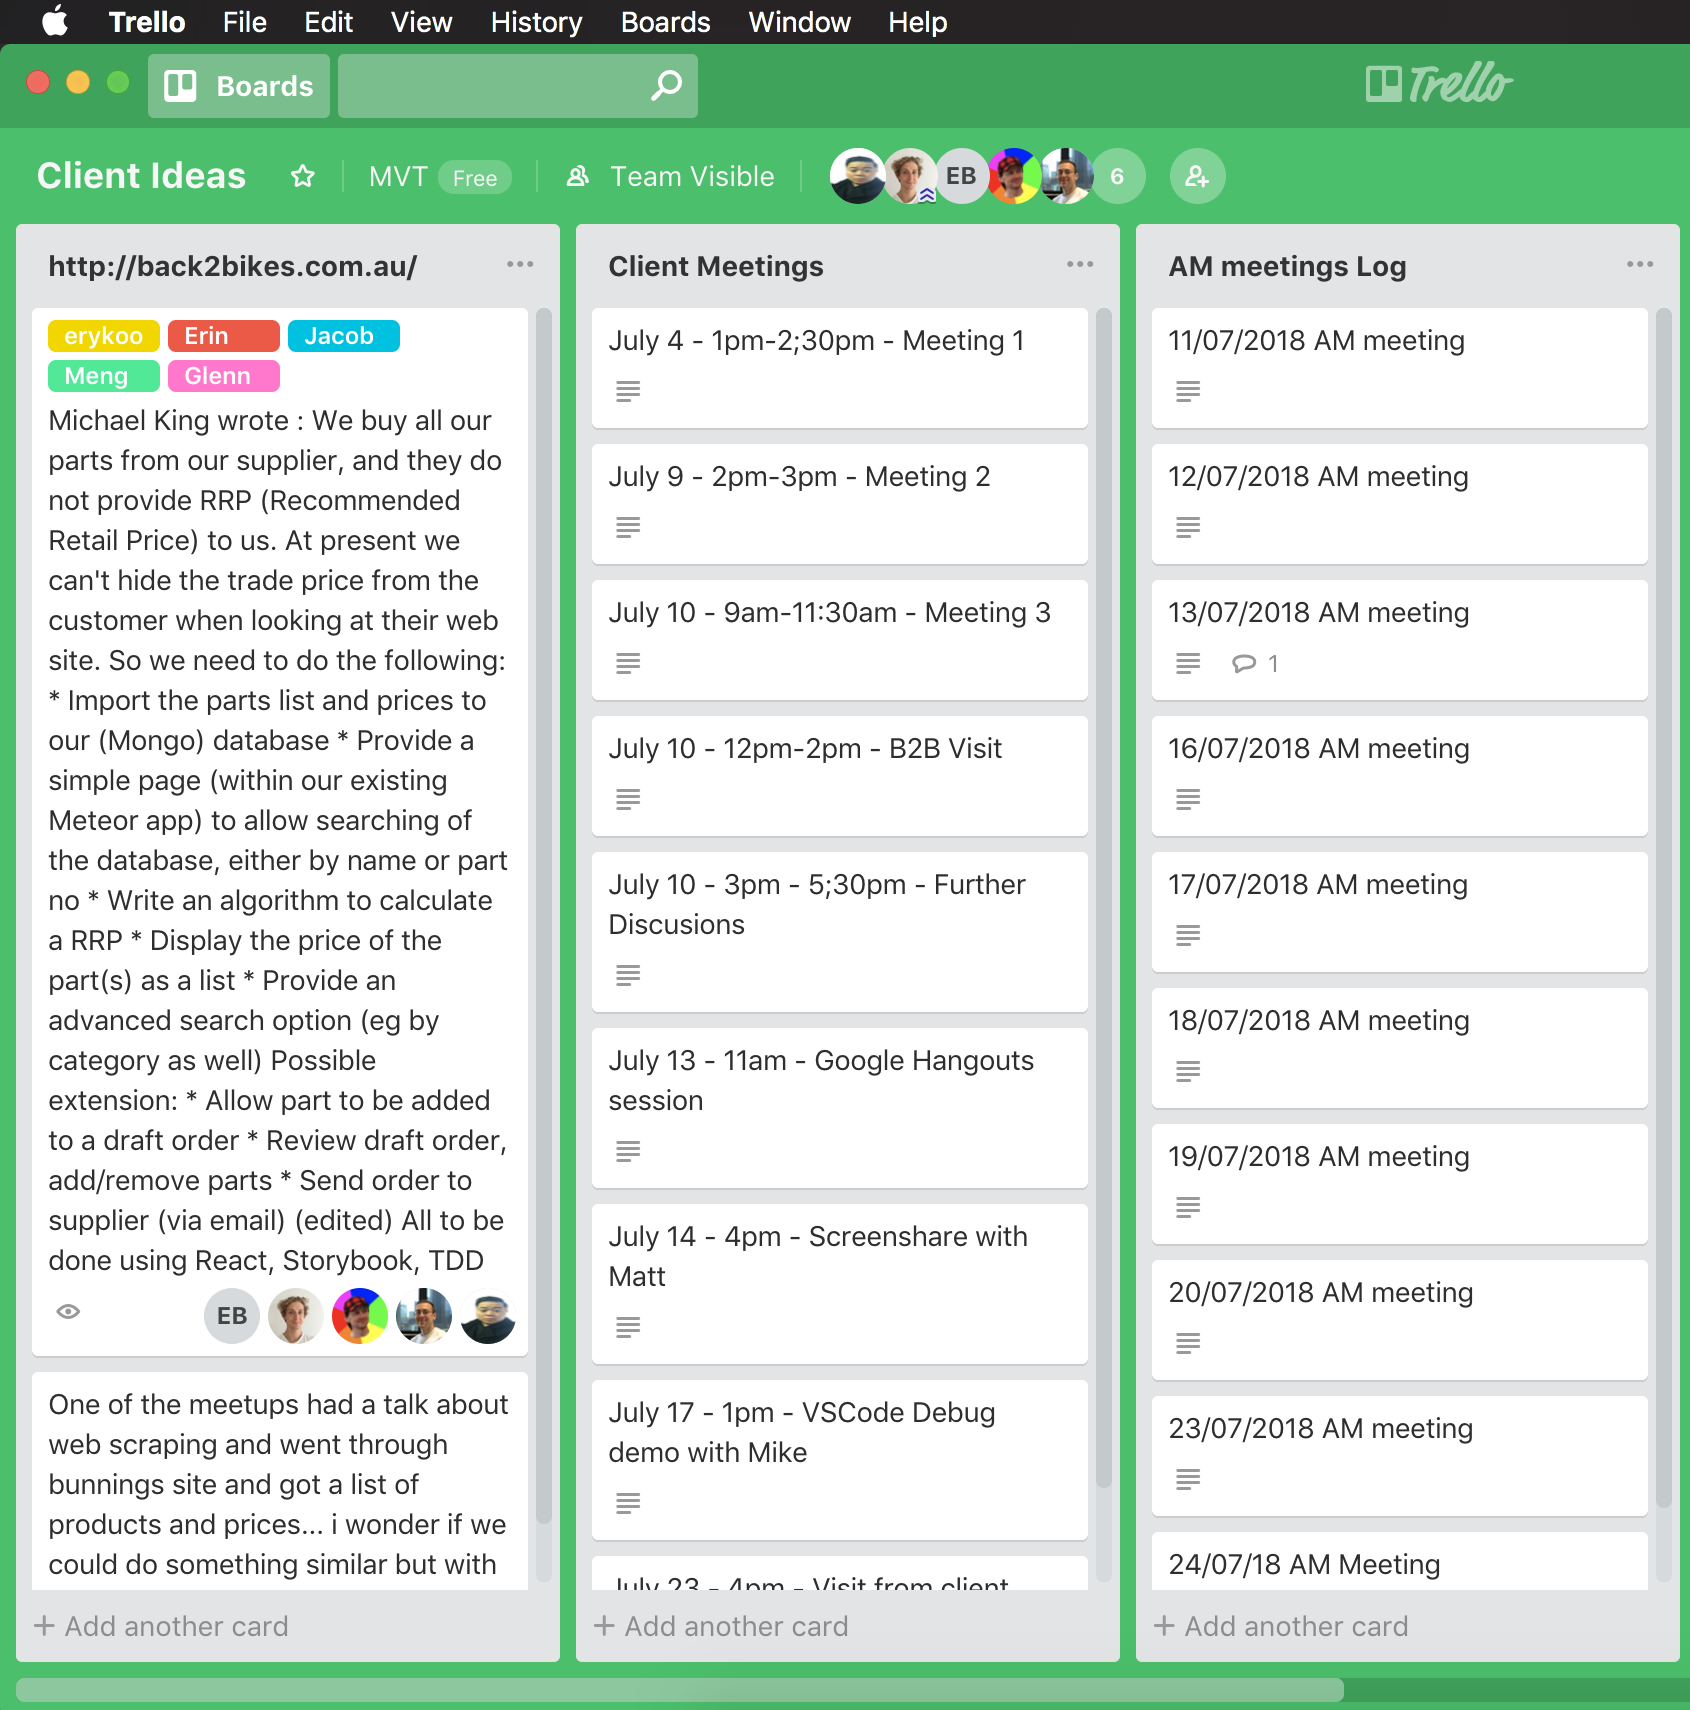 Trello File Edit View History Boards Window Help
Boards
Trello
Client Ideas
MVT Free
Team Visible
EB
6
http://back2bikes.com.au/
erykoo Erin Jacob
Meng Glenn
Michael King wrote : We buy all our
parts from our supplier, and they do
not provide RRP (Recommended
Retail Price) to us. At present we
can't hide the trade price from the
customer when looking at their web
site. So we need to do the following:
* Import the parts list and prices to
our (Mongo) database * Provide a
simple page (within our existing
Meteor app) to allow searching of
the database, either by name or part
no * Write an algorithm to calculate
a RRP * Display the price of the
part(s) as a list * Provide an
advanced search option (eg by
category as well) Possible
extension: * Allow part to be added
to a draft order * Review draft order,
add/remove parts * Send order to
supplier (via email) (edited) All to be
done using React, Storybook, TDD
EB
One of the meetups had a talk about
web scraping and went through
bunnings site and got a list of
products and prices... i wonder if we
could do something similar but with
+ Add another card
Client Meetings
July 4 - 1pm-2;30pm - Meeting 1
July 9 - 2pm-3pm - Meeting 2
July 10 - 9am-11:30am - Meeting 3
July 10 - 12pm-2pm - B2B Visit
July 10 - 3pm - 5;30pm - Further
Discusions
July 13 - 11am - Google Hangouts
session
July 14 - 4pm - Screenshare with
Matt
July 17 - 1pm - VSCode Debug
demo with Mike
July 23 - 4pm - Visit from client
+ Add another card
AM meetings Log
11/07/2018 AM meeting
12/07/2018 AM meeting
13/07/2018 AM meeting
1
16/07/2018 AM meeting
17/07/2018 AM meeting
18/07/2018 AM meeting
19/07/2018 AM meeting
20/07/2018 AM meeting
23/07/2018 AM meeting
24/07/18 AM Meeting
+ Add another card